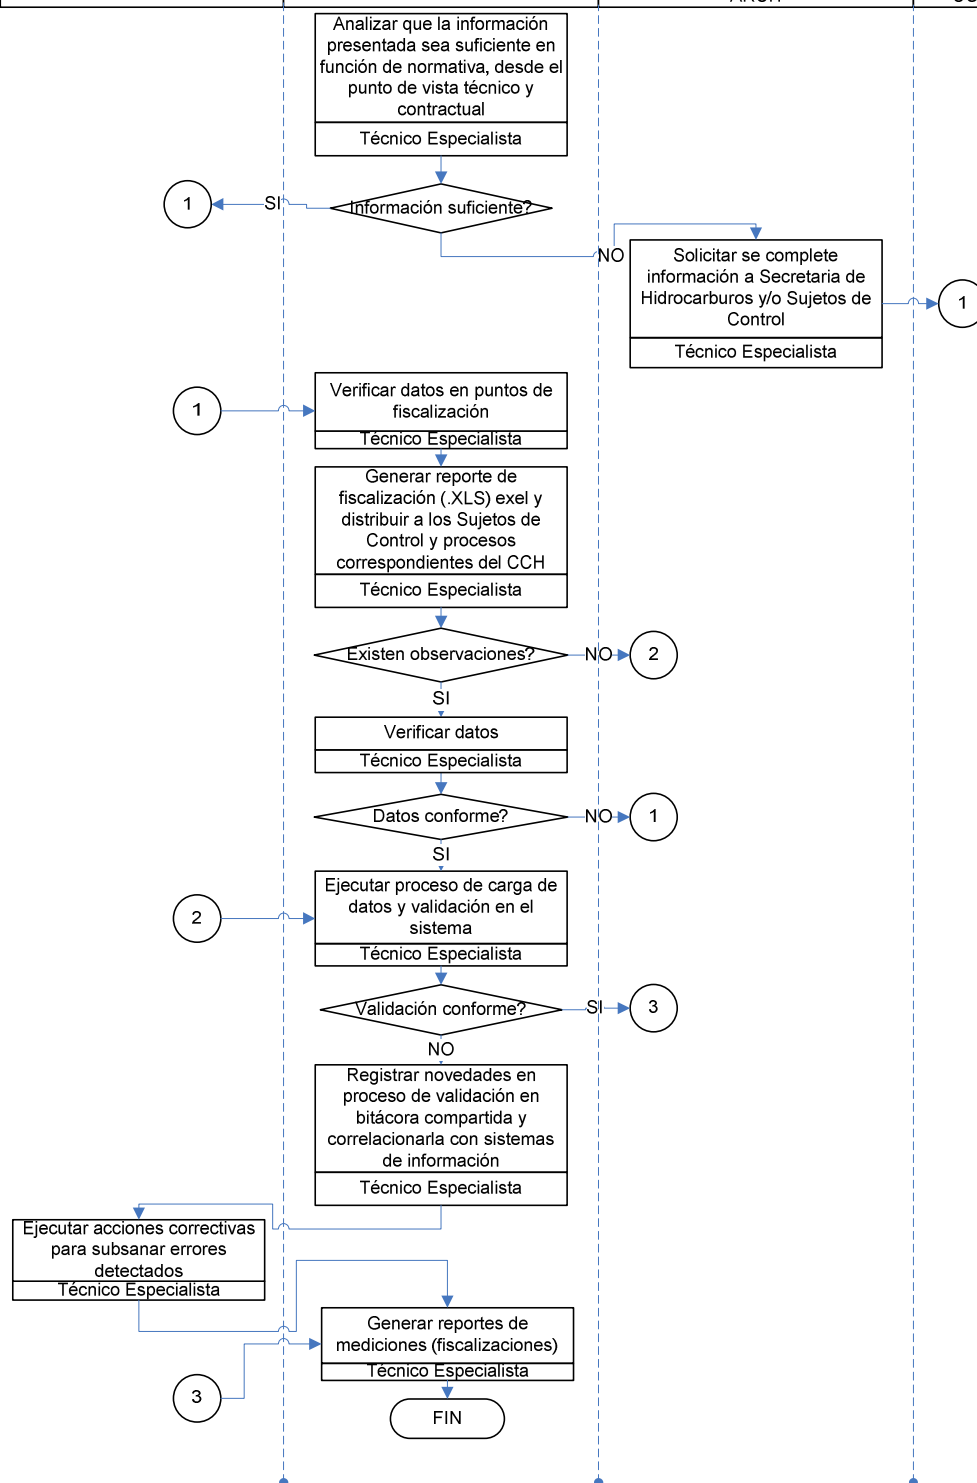 Analizar que la información
presentada sea suficiente en
función de normativa, desde el
punto de vista técnico y
contractual
Técnico Especialista
1
SI
Información suficiente?
NO
Solicitar se complete
información a Secretaria de
Hidrocarburos y/o Sujetos de
Control
Técnico Especialista
1
1
Verificar datos en puntos de
fiscalización
Técnico Especialista
Generar reporte de
fiscalización (.XLS) exel y
distribuir a los Sujetos de
Control y procesos
correspondientes del CCH
Técnico Especialista
Existen observaciones?
NO
2
SI
Verificar datos
Técnico Especialista
Datos conforme?
NO
1
SI
2
Ejecutar proceso de carga de
datos y validación en el
sistema
Técnico Especialista
Validación conforme?
SI
3
NO
Registrar novedades en
proceso de validación en
bitácora compartida y
correlacionarla con sistemas
de información
Técnico Especialista
Ejecutar acciones correctivas
para subsanar errores
detectados
Técnico Especialista
Generar reportes de
mediciones (fiscalizaciones)
Técnico Especialista
3
FIN